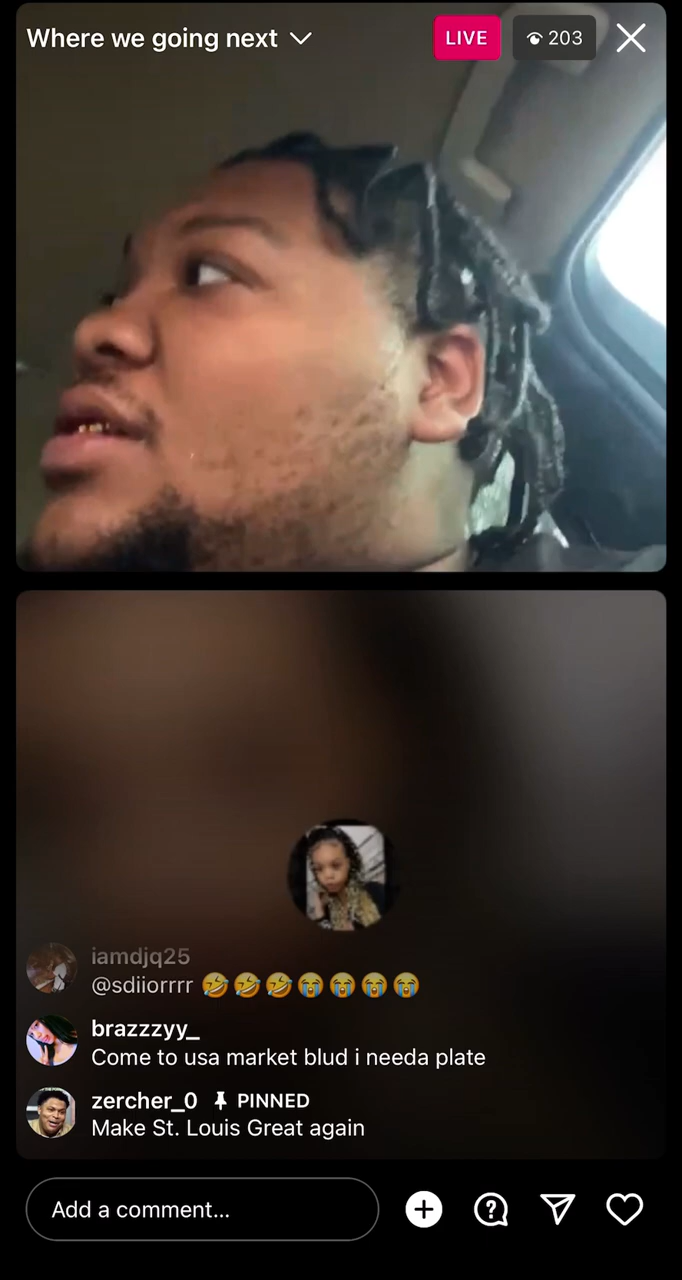 Where we going next
LIVE
203
iamdjq25
@sdiiorrrr 🤣🤣🤣😭😭😭😭
brazzzyy_
Come to usa market blud i needa plate
zercher_0 PINNED
Make St. Louis Great again
Add a comment...